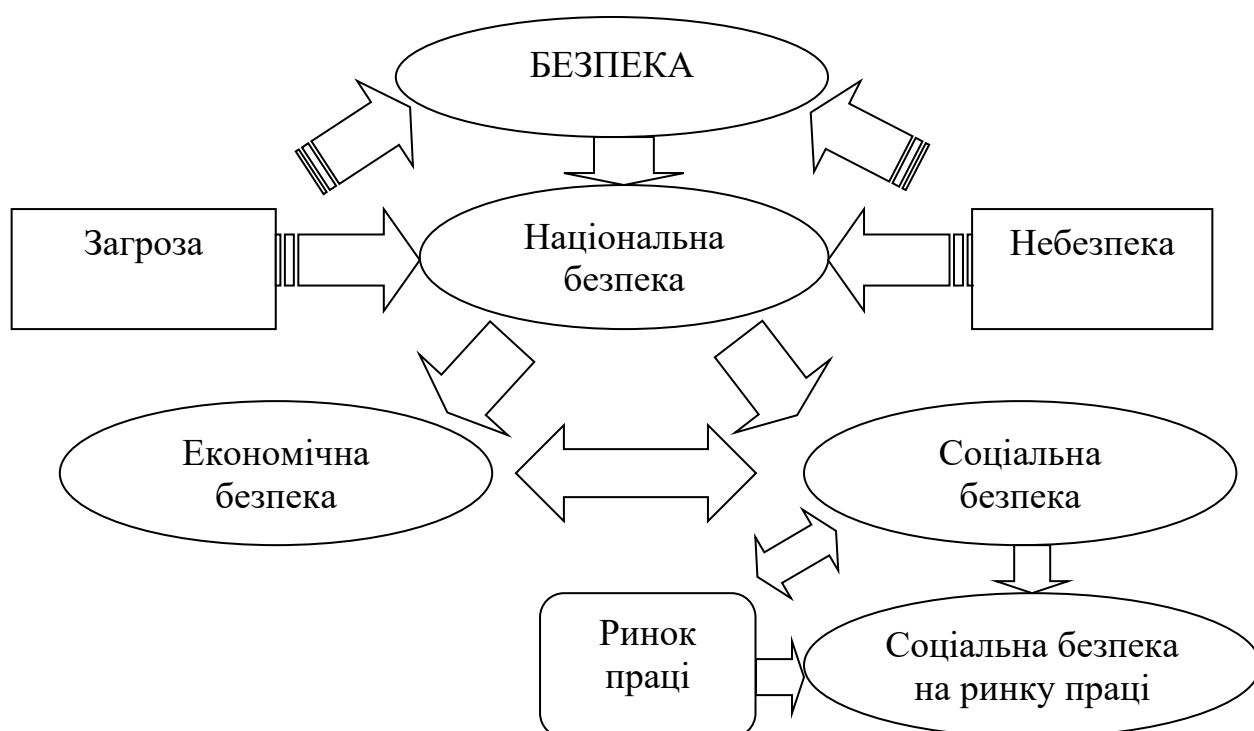 БЕЗПЕКА
Загроза
Національна
безпека
Небезпека
Економічна
безпека
Соціальна
безпека
Ринок
праці
Соціальна безпека
на ринку праці